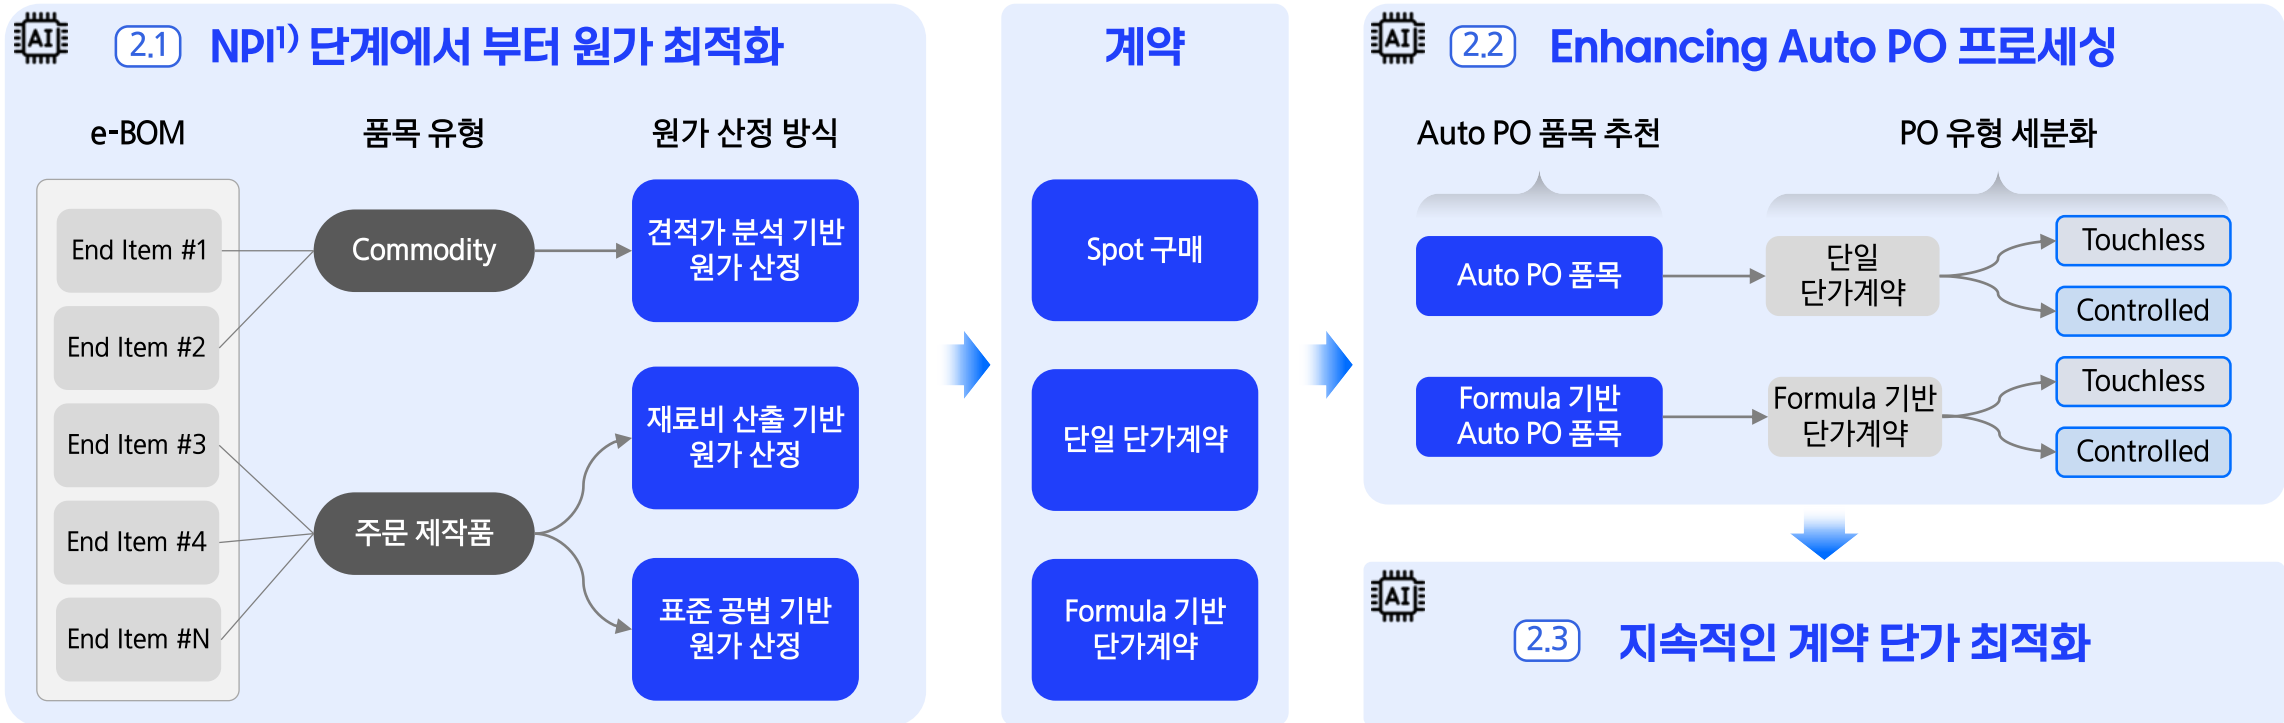 AI
2.1 NPI1) 단계에서 부터 원가 최적화
e-BOM
품목 유형
원가 산정 방식
End Item #1
End Item #2
End Item #3
End Item #4
End Item #N
Commodity
주문 제작품
견적가 분석 기반
원가 산정
재료비 산출 기반
원가 산정
표준 공법 기반
원가 산정
계약
Spot 구매
단일 단가계약
Formula 기반
단가계약
AI
2.2 Enhancing Auto PO 프로세싱
Auto PO 품목 추천
PO 유형 세분화
Auto PO 품목
단일
단가계약
Touchless
Controlled
Formula 기반
Auto PO 품목
Formula 기반
단가계약
Touchless
Controlled
AI
2.3 지속적인 계약 단가 최적화